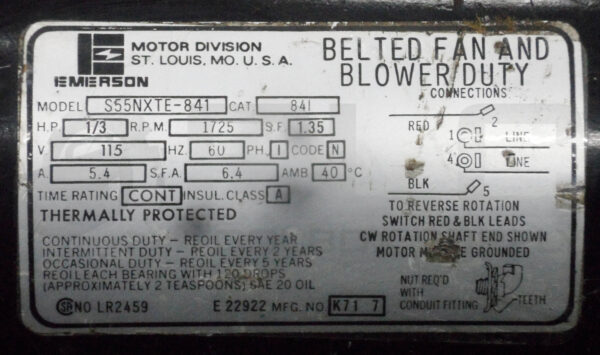 MOTOR DIVISION
ST. LOUIS, MO. U.S.A.
EMERSON
BELTED FAN AND
BLOWER DUTY
MODEL S55NXTE-841 CAT. 841
H.P. 1/3 R.P.M. 1725 S.F. 1.35
V 115 HZ. 60 PH. 1 CODE N
A. 5.4 S.F.A. 6.4 AMB 40 °C
TIME RATING CONT INSUL. CLASS A
THERMALLY PROTECTED
CONTINUOUS DUTY – REOIL EVERY YEAR
INTERMITTENT DUTY – REOIL EVERY 2 YEARS
OCCASIONAL DUTY – REOIL EVERY 5 YEARS
REOIL EACH BEARING WITH 120 DROPS
(APPROXIMATELY 2 TEASPOONS) SAE 20 OIL
NO LR2459 E 22922 MFG. NO. K71 7
CONNECTIONS
2
RED 1 LINE
4 LINE
BLK 5
TO REVERSE ROTATION
SWITCH RED & BLK LEADS
CW ROTATION SHAFT END SHOWN
MOTOR GROUNDED
NUT REQ'D
WITH
CONDUIT FITTING TEETH